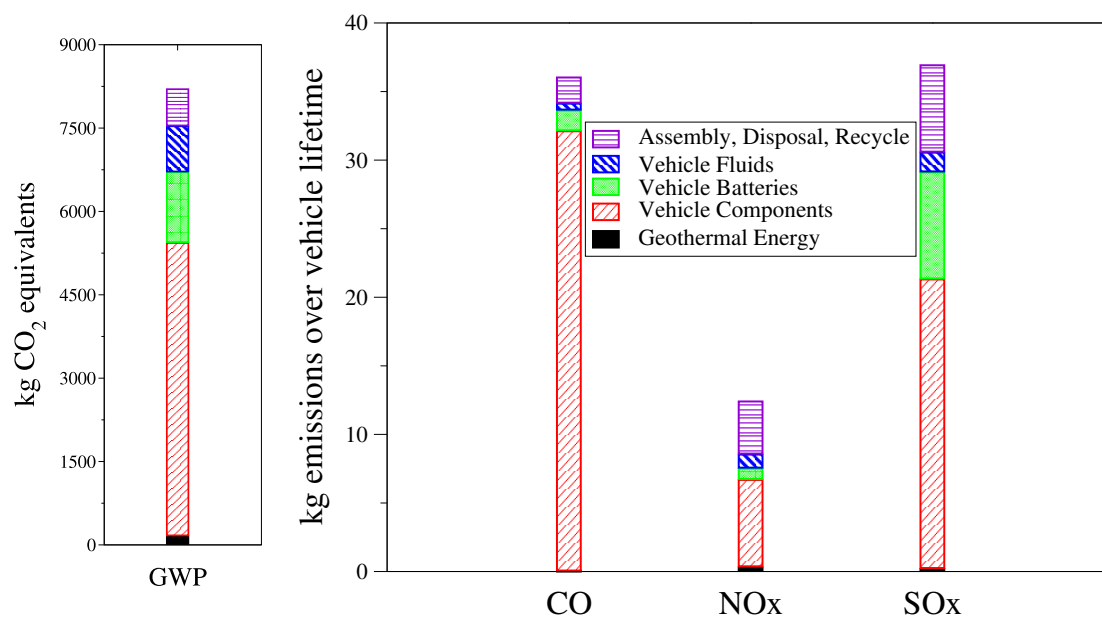 9000
7500
6000
4500
3000
1500
0
kg CO₂ equivalents
GWP
40
30
20
10
0
kg emissions over vehicle lifetime
Assembly, Disposal, Recycle
Vehicle Fluids
Vehicle Batteries
Vehicle Components
Geothermal Energy
CO
NOx
SOx